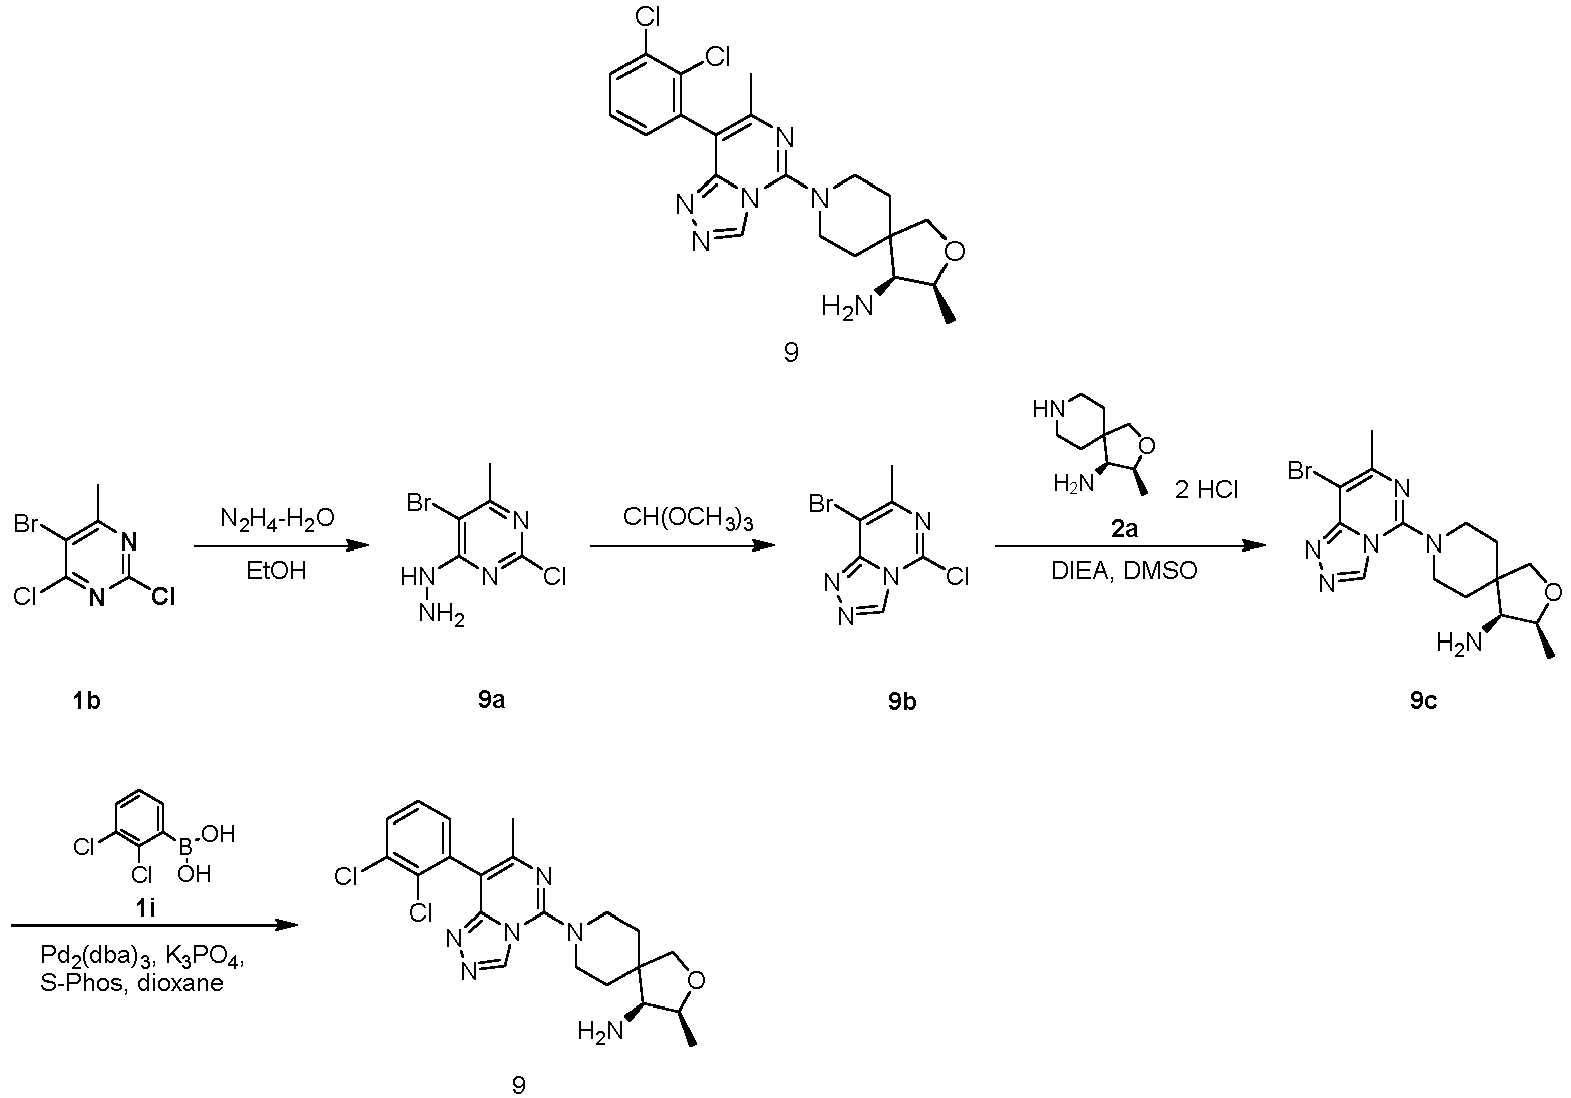 Cl
Cl
N
N
N
N
N
O
H2N
9
HN
O
H2N
2 HCl
2a
Br
N
N
Cl
Cl
1b
N2H4-H2O
EtOH
Br
N
N
Cl
HN
NH2
9a
CH(OCH3)3
Br
N
N
Cl
N
N
9b
DIEA, DMSO
Br
N
N
N
N
N
O
H2N
9c
Cl
Cl
B
OH
OH
1i
Pd2(dba)3, K3PO4,
S-Phos, dioxane
Cl
Cl
N
N
N
N
N
O
H2N
9